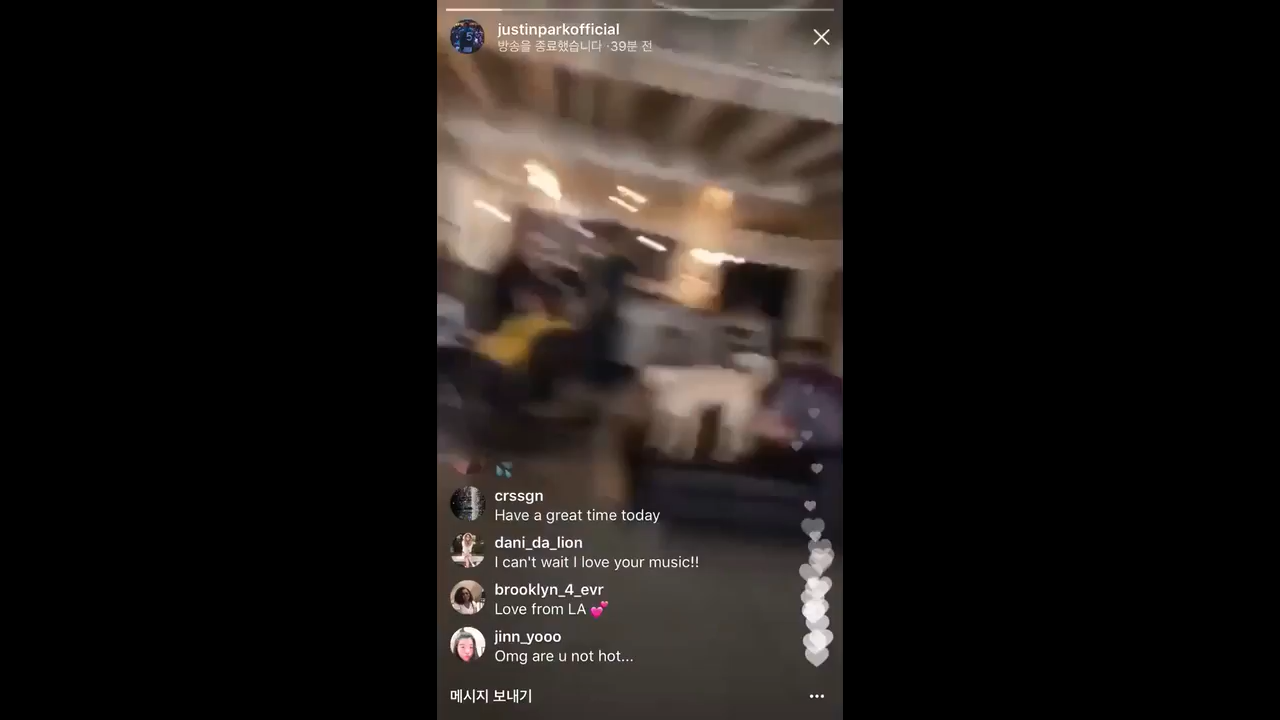 justinparkofficial
방송을 종료했습니다 ·39분 전
crssgn
Have a great time today
dani_da_lion
I can't wait I love your music!!
brooklyn_4_evr
Love from LA 💕
jinn_yooo
Omg are u not hot...
메시지 보내기